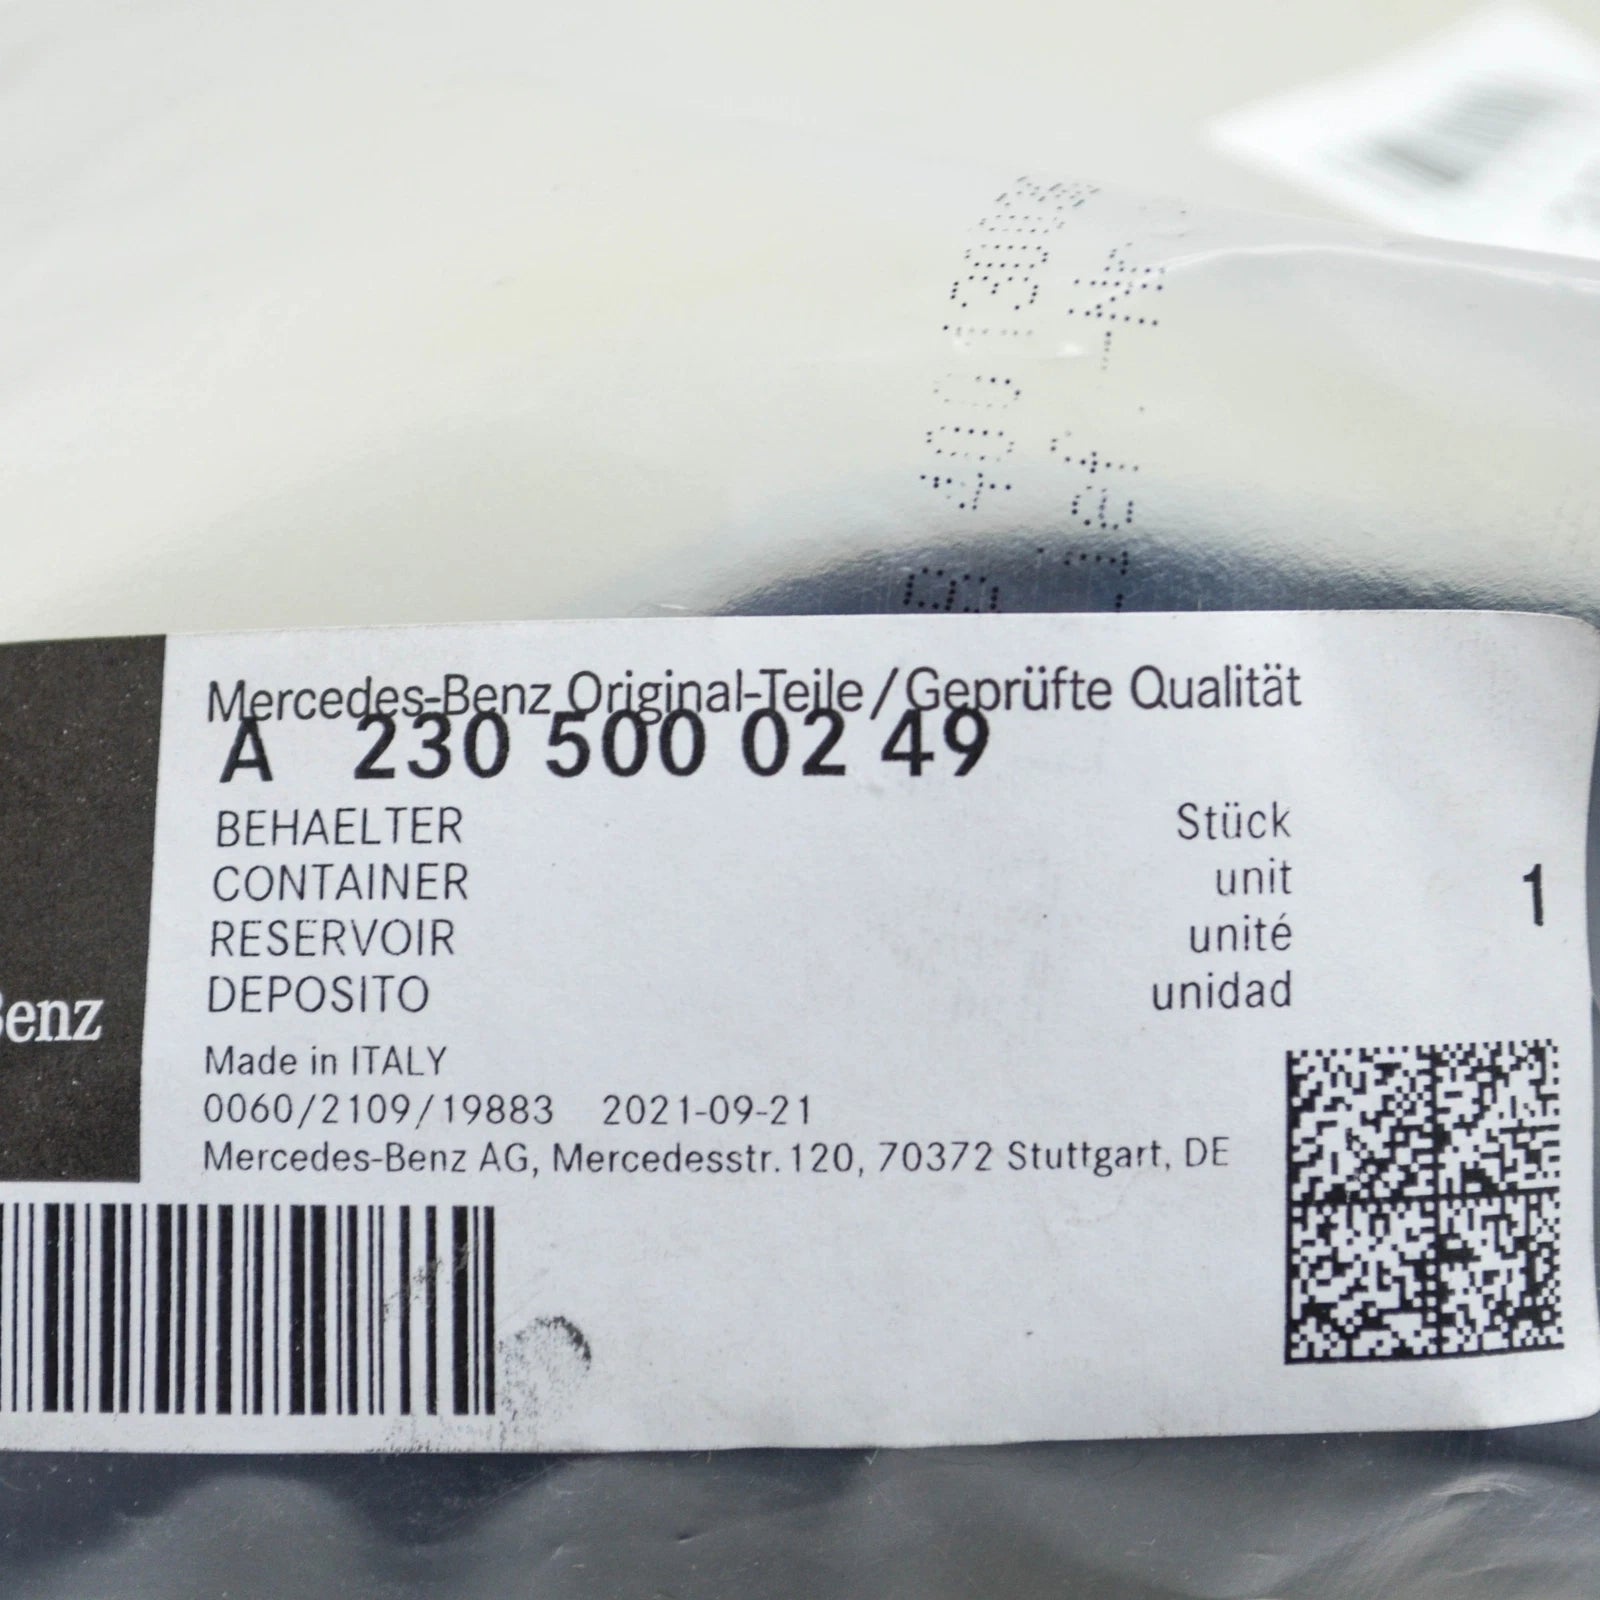 Mercedes-Benz Original-Teile/Geprüfte Qualität
A 230 500 02 49
BEHAELTER Stück
CONTAINER unit 1
RESERVOIR unité
DEPOSITO unidad
Benz
Made in ITALY
0060/2109/19883 2021-09-21
Mercedes-Benz AG, Mercedesstr. 120, 70372 Stuttgart, DE